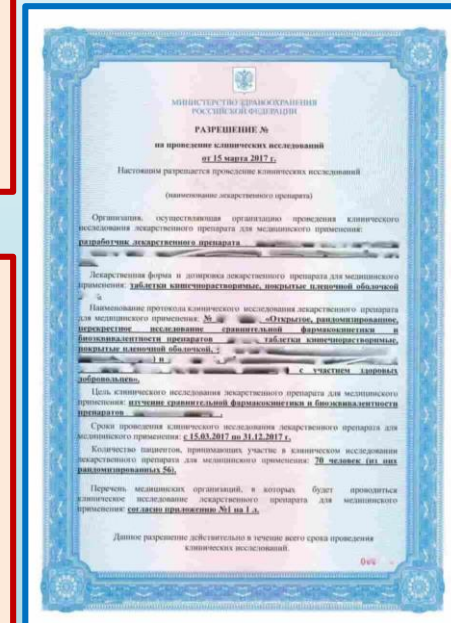 МИНИСТЕРСТВО ЗДРАВООХРАНЕНИЯ
РОССИЙСКОЙ ФЕДЕРАЦИИ
РАЗРЕШЕНИЕ №
на проведение клинических исследований
от 15 марта 2017 г.
Настоящим разрешается проведение клинических исследований
(наименование лекарственного препарата)
Организация, осуществляющая организацию проведения клинического
исследования лекарственного препарата для медицинского применения:
разработчик лекарственного препарата
Лекарственная форма и дозировка лекарственного препарата для медицинского
применения: таблетки кишечнорастворимые, покрытые пленочной оболочкой
Наименование протокола клинического исследования лекарственного препарата
для медицинского применения: № «Открытое, рандомизированное,
перекрестное исследование сравнительной фармакокинетики и
биоэквивалентности препаратов таблетки кишечнорастворимые,
покрытые пленочной оболочкой,
) и
) с участием здоровых
добровольцев».
Цель клинического исследования лекарственного препарата для медицинского
применения: изучение сравнительной фармакокинетики и биоэквивалентности
препаратов
Сроки проведения клинического исследования лекарственного препарата для
медицинского применения: с 15.03.2017 по 31.12.2017 г.
Количество пациентов, принимающих участие в клиническом исследовании
лекарственного препарата для медицинского применения: 70 человек (из них
рандомизированных 56).
Перечень медицинских организаций, в которых будет проводиться
клиническое исследование лекарственного препарата для медицинского
применения: согласно приложению №1 на 1 л.
Данное разрешение действительно в течение всего срока проведения
клинических исследований.